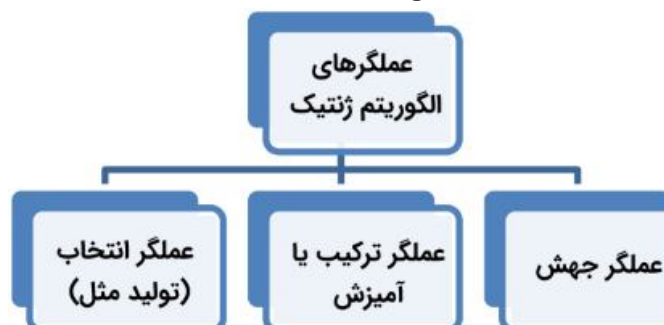 عملگرهای
الگوریتم ژنتیک
عملگر جهش
عملگر ترکیب یا
آمیزش
عملگر انتخاب
(تولید مثل)